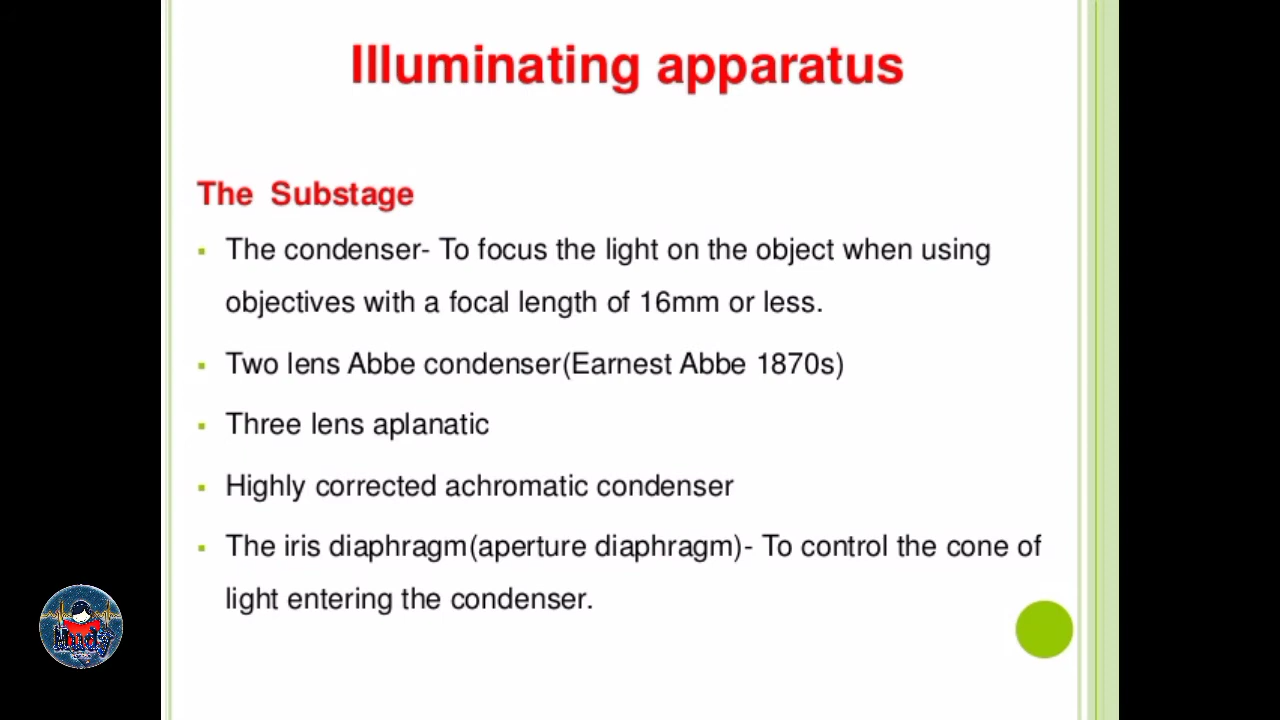 Illuminating apparatus
The Substage
▪ The condenser- To focus the light on the object when using
objectives with a focal length of 16mm or less.
▪ Two lens Abbe condenser(Earnest Abbe 1870s)
▪ Three lens aplanatic
▪ Highly corrected achromatic condenser
▪ The iris diaphragm(aperture diaphragm)- To control the cone of
light entering the condenser.